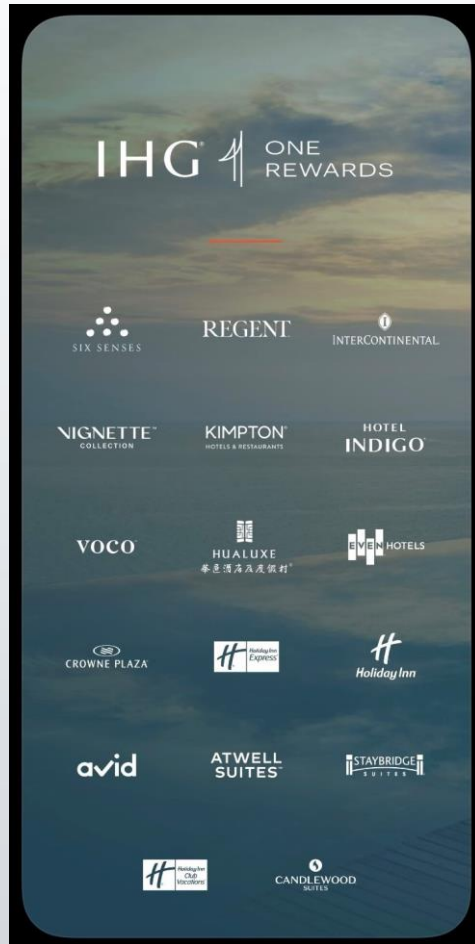 IHG® ONE REWARDS
SIX SENSES
REGENT
INTERCONTINENTAL
VIGNETTE™
COLLECTION
KIMPTON®
HOTELS & RESTAURANTS
HOTEL
INDIGO
VOCO
HUALUXE
華邑酒店及度假村®
EVEN HOTELS
CROWNE PLAZA
H Holiday Inn
Express
H
Holiday Inn
avid
ATWELL
SUITES™
STAYBRIDGE
SUITES
H Holiday Inn
Club
Vacations
CANDLEWOOD
SUITES